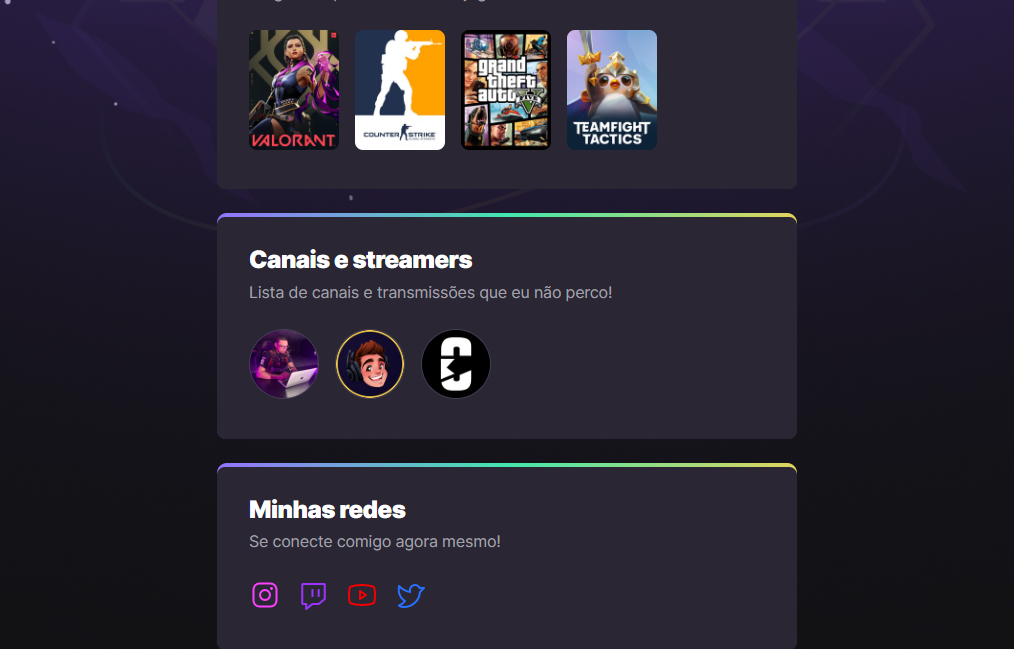 VALORANT
COUNTER STRIKE
grand
theft
auto
V
TEAMFIGHT
TACTICS
Canais e streamers
Lista de canais e transmissões que eu não perco!
Minhas redes
Se conecte comigo agora mesmo!